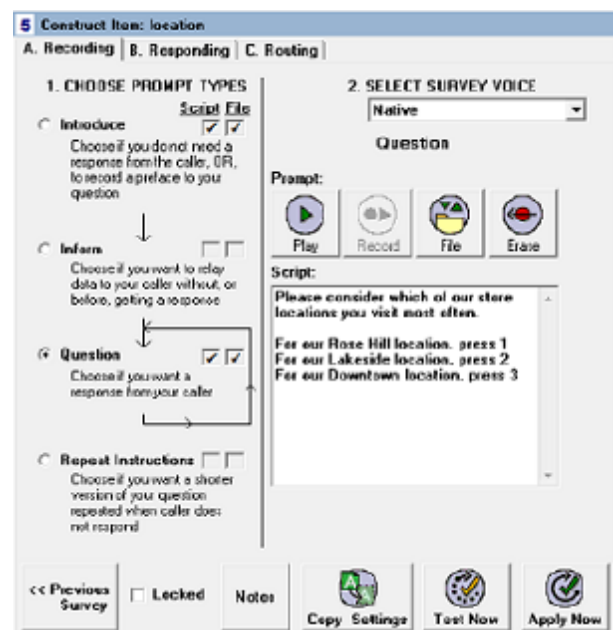 5 Construct Item: location
A. Recording B. Responding C. Routing
1. CHOOSE PROMPT TYPES
Script File
Introduce
Choose if you do not need a
response from the caller, OR,
to record a preface to your
question
Inform
Choose if you want to relay
data to your caller without, or
before, getting a response
Question
Choose if you want a
response from your caller
Repeat Instructions
Choose if you want a shorter
version of your question
repeated when caller does
not respond
2. SELECT SURVEY VOICE
Native
Question
Prompt:
Play Record File Erase
Script:
Please consider which of our store
locations you visit most often.
For our Rose Hill location, press 1
For our Lakeside location, press 2
For our Downtown location, press 3
<< Previous
Survey
Locked
Notes
Copy Settings
Test Now
Apply Now